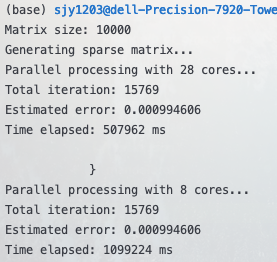 (base) sjy1203@dell-Precision-7920-Towe
Matrix size: 10000
Generating sparse matrix...
Parallel processing with 28 cores...
Total iteration: 15769
Estimated error: 0.000994606
Time elapsed: 507962 ms
}
Parallel processing with 8 cores...
Total iteration: 15769
Estimated error: 0.000994606
Time elapsed: 1099224 ms